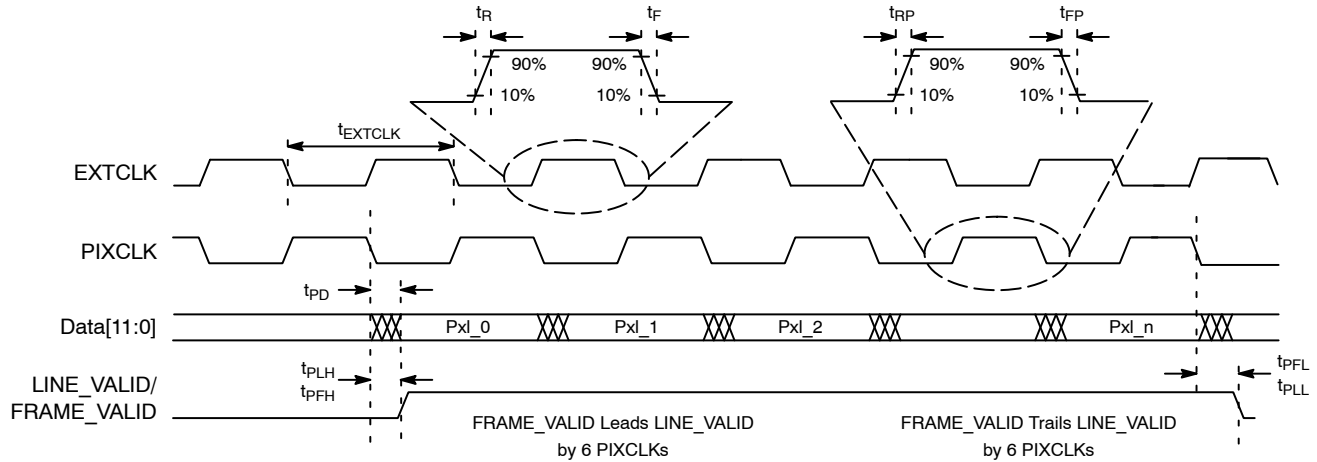 tR tF tRP tFP
90% 90% 90% 90%
10% 10% 10% 10%
tEXTCLK
EXTCLK
PIXCLK
tPD
Data[11:0] Pxl_0 Pxl_1 Pxl_2 Pxl_n
tPLH tPFL
LINE_VALID/ tPFH tPLL
FRAME_VALID
FRAME_VALID Leads LINE_VALID FRAME_VALID Trails LINE_VALID
by 6 PIXCLKs by 6 PIXCLKs